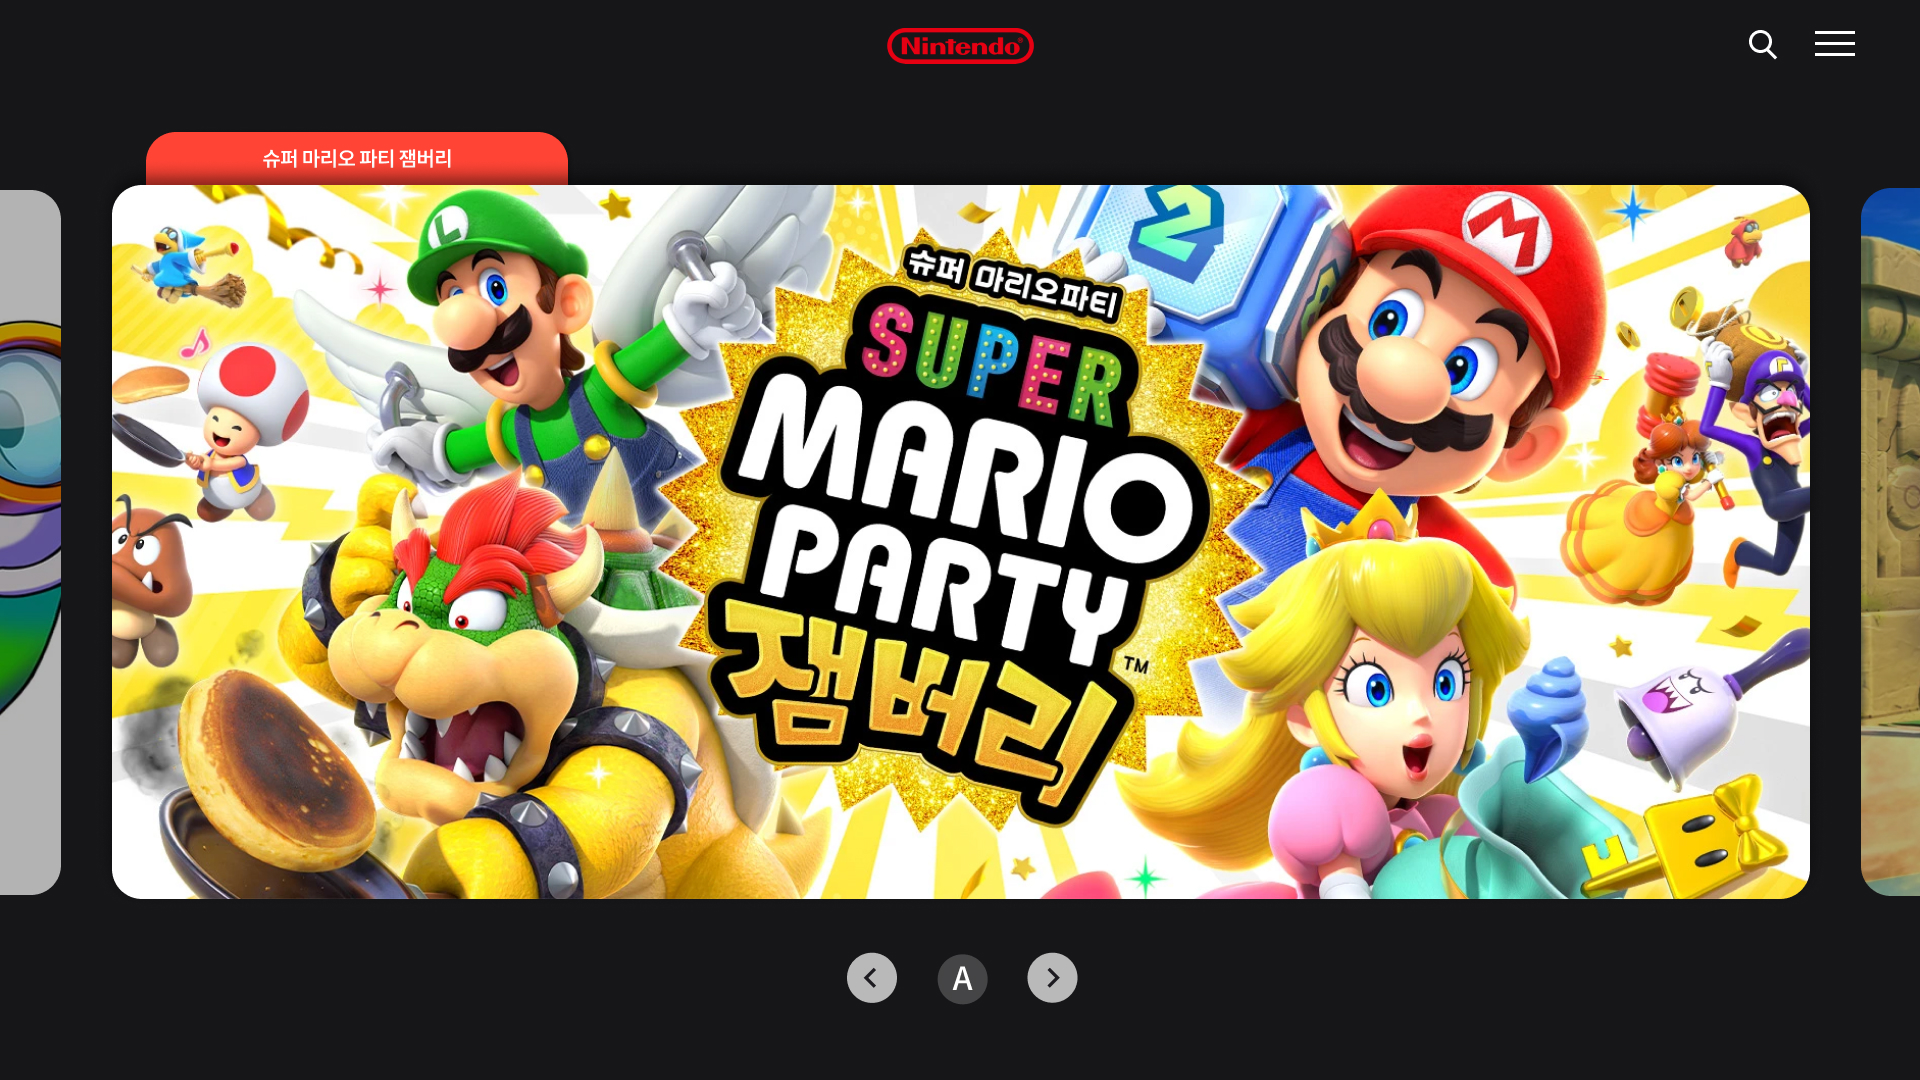 Nintendo
슈퍼 마리오 파티 잼버리
L
2
M
슈퍼 마리오파티
SUPER
MARIO
PARTY
잼버리
TM
A